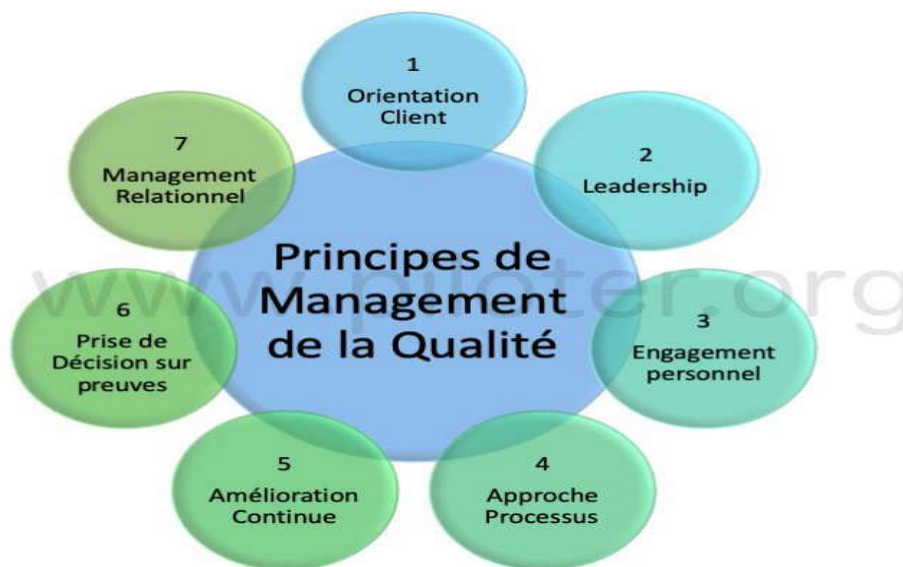 1
Orientation
Client
2
Leadership
3
Engagement
personnel
4
Approche
Processus
5
Amélioration
Continue
6
Prise de
Décision sur
preuves
7
Management
Relationnel
Principes de
Management
de la Qualité
www.piloter.org